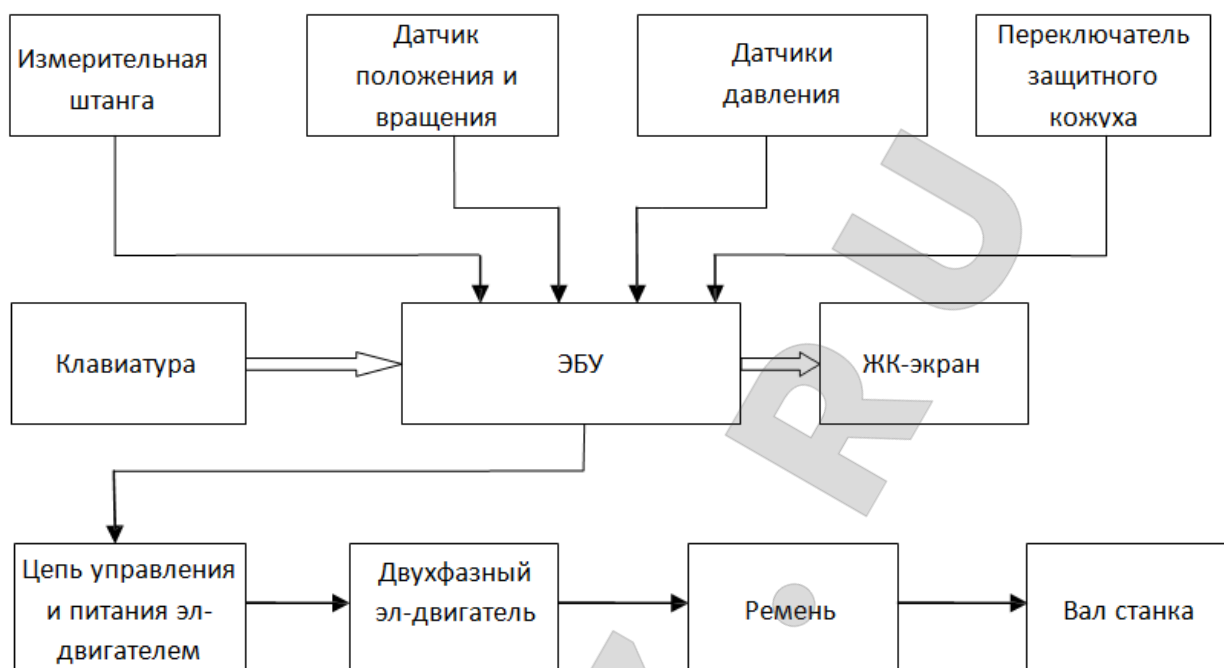 Измерительная
штанга
Датчик
положения и
вращения
Датчики
давления
Переключатель
защитного
кожуха
Клавиатура
ЭБУ
ЖК-экран
Цепь управления
и питания эл-
двигателем
Двухфазный
эл-двигатель
Ремень
Вал станка
. R U